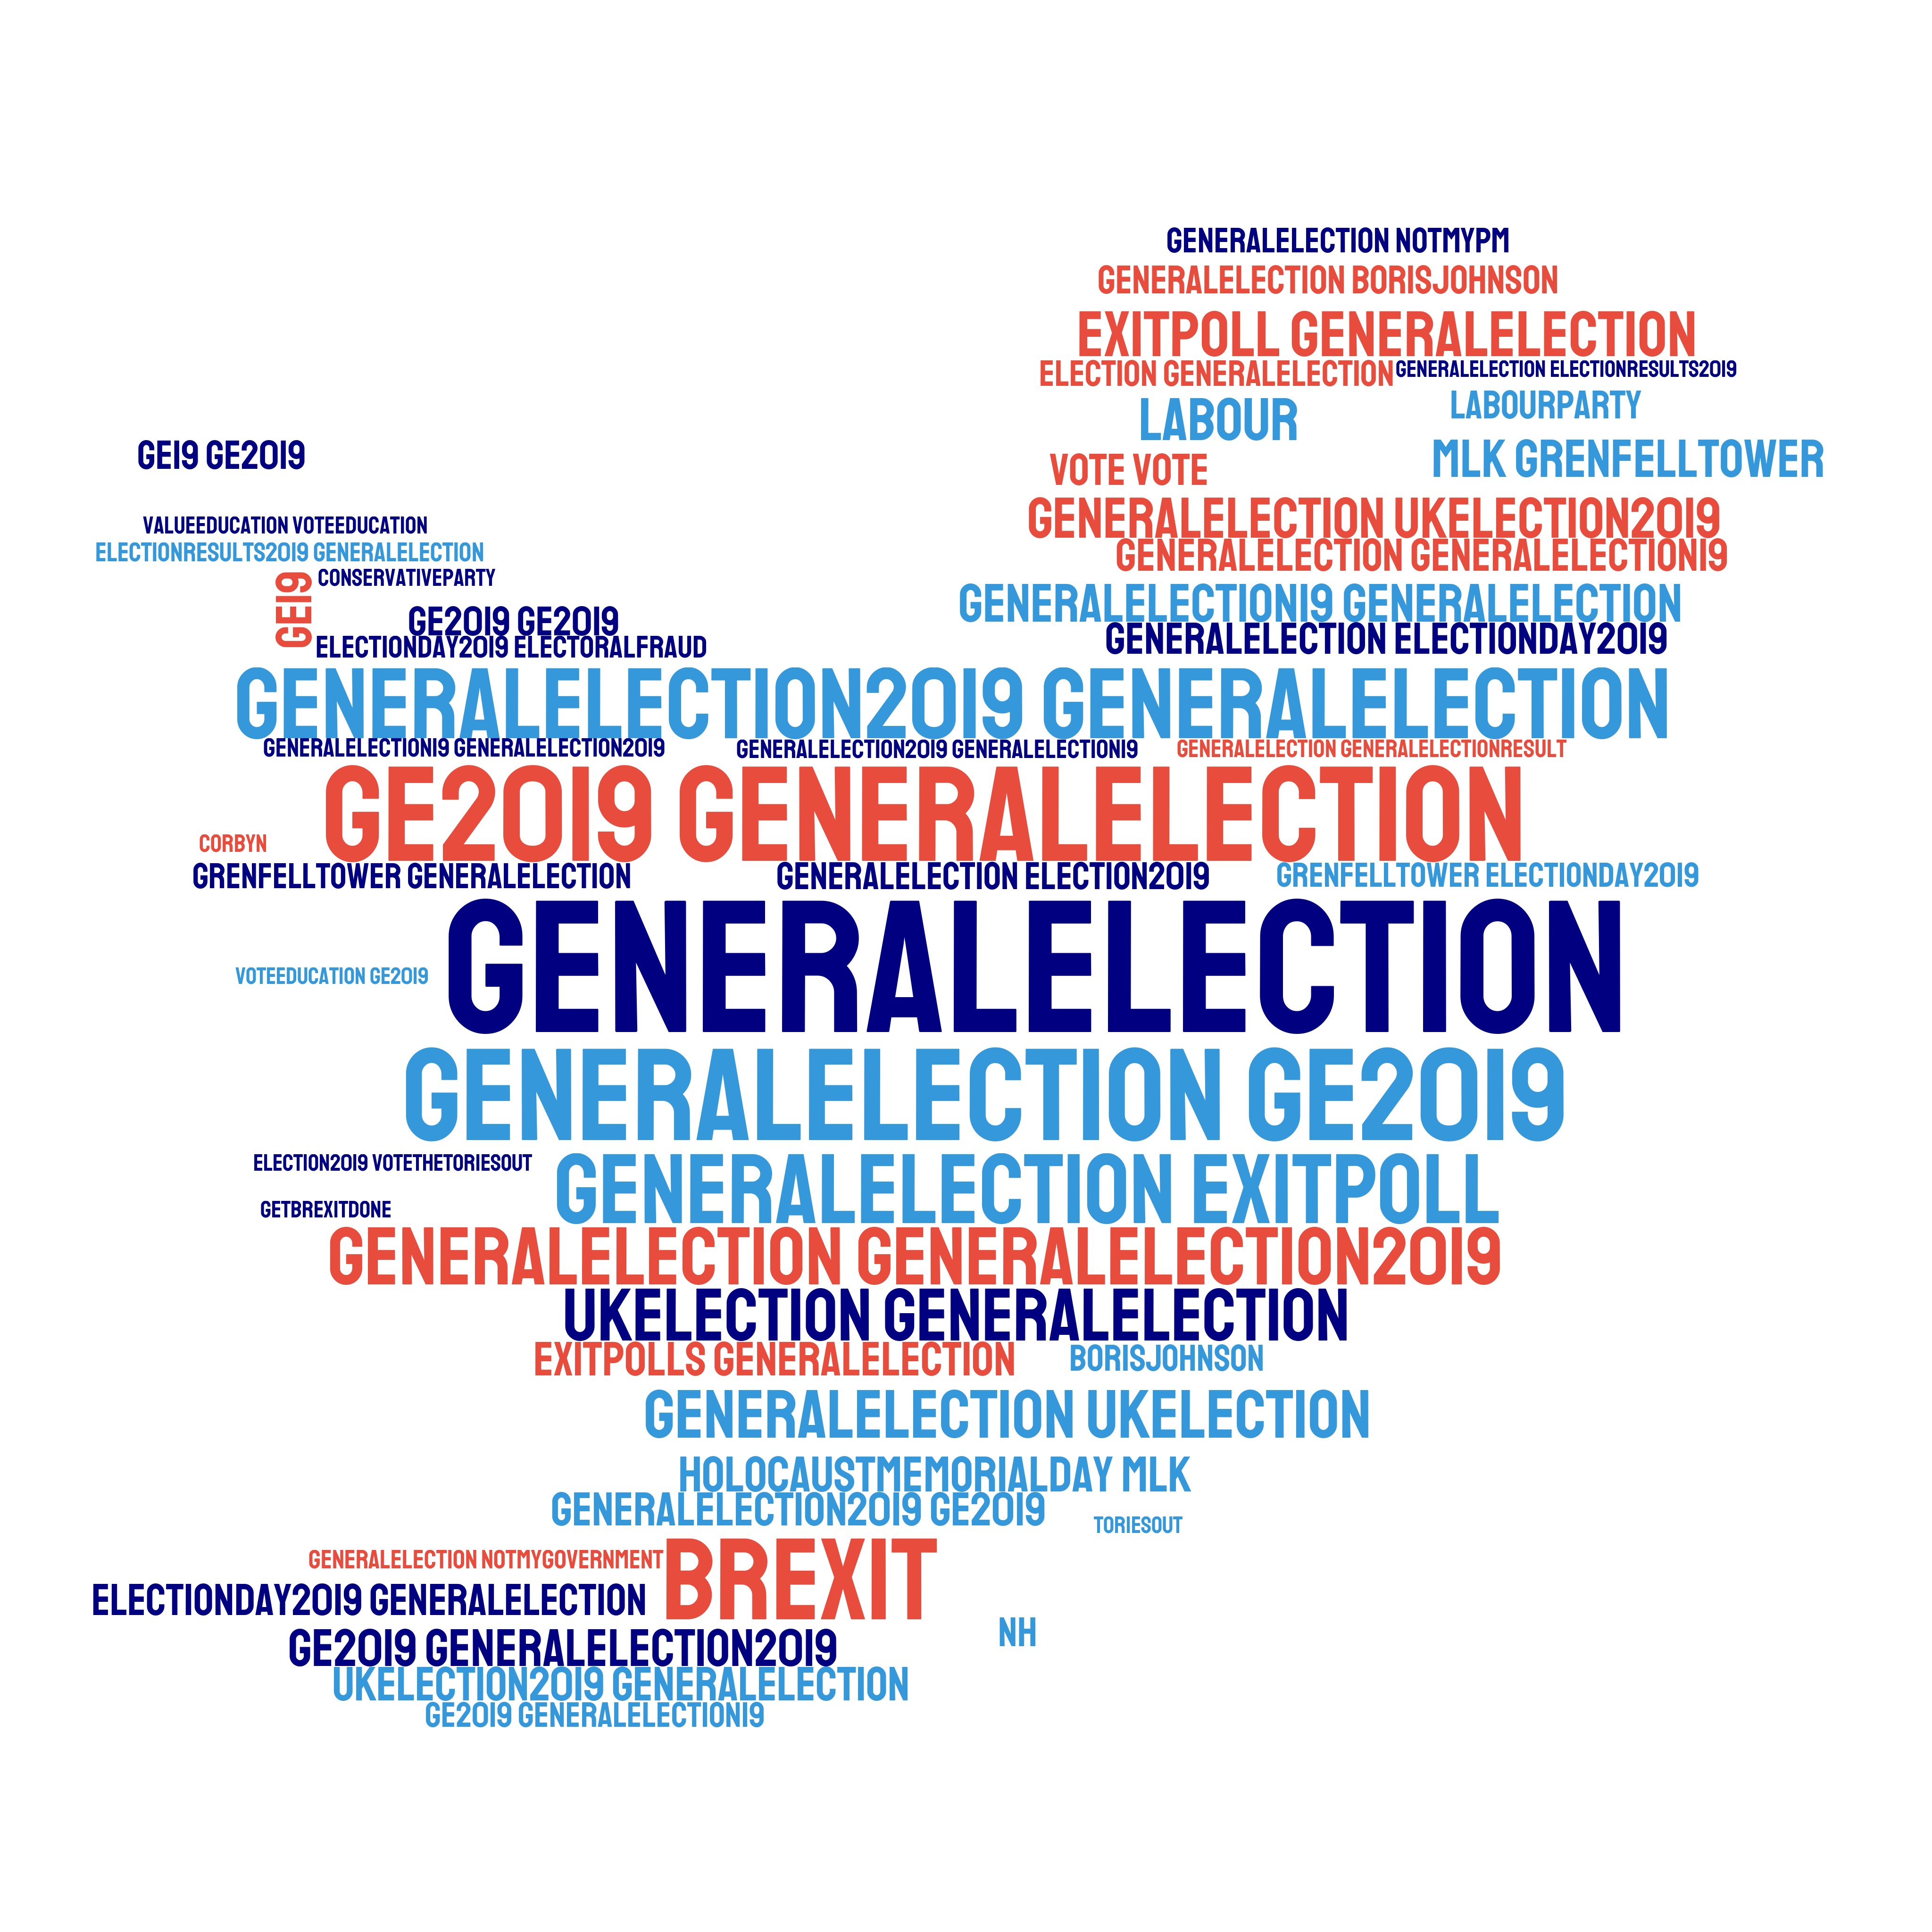 GENERALELECTION NOTMYPM
GENERALELECTION BORISJOHNSON
EXITPOLL GENERALELECTION
ELECTION GENERALELECTION GENERALELECTION ELECTIONRESULTS2019
LABOUR LABOURPARTY
GE19 GE2019
VOTE VOTE MLK GRENFELLTOWER
VALUEEDUCATION VOTEEDUCATION
GENERALELECTION UKELECTION2019
ELECTIONRESULTS2019 GENERALELECTION
GENERALELECTION GENERALELECTION19
GE19
CONSERVATIVEPARTY
GENERALELECTION19 GENERALELECTION
GE2019 GE2019
ELECTIONDAY2019 ELECTORALFRAUD
GENERALELECTION ELECTIONDAY2019
GENERALELECTION2019 GENERALELECTION
GENERALELECTION19 GENERALELECTION2019 GENERALELECTION2019 GENERALELECTION19 GENERALELECTION GENERALELECTIONRESULT
GE2019 GENERALELECTION
CORBYN
GRENFELLTOWER GENERALELECTION GENERALELECTION ELECTION2019 GRENFELLTOWER ELECTIONDAY2019
GENERALELECTION
VOTEEDUCATION GE2019
GENERALELECTION GE2019
ELECTION2019 VOTETHETORIESOUT
GENERALELECTION EXITPOLL
GETBREXITDONE
GENERALELECTION GENERALELECTION2019
UKELECTION GENERALELECTION
EXITPOLLS GENERALELECTION BORISJOHNSON
GENERALELECTION UKELECTION
HOLOCAUSTMEMORIALDAY MLK
GENERALELECTION2019 GE2019
TORIESOUT
GENERALELECTION NOTMYGOVERNMENT
BREXIT
ELECTIONDAY2019 GENERALELECTION
NH
GE2019 GENERALELECTION2019
UKELECTION2019 GENERALELECTION
GE2019 GENERALELECTION19